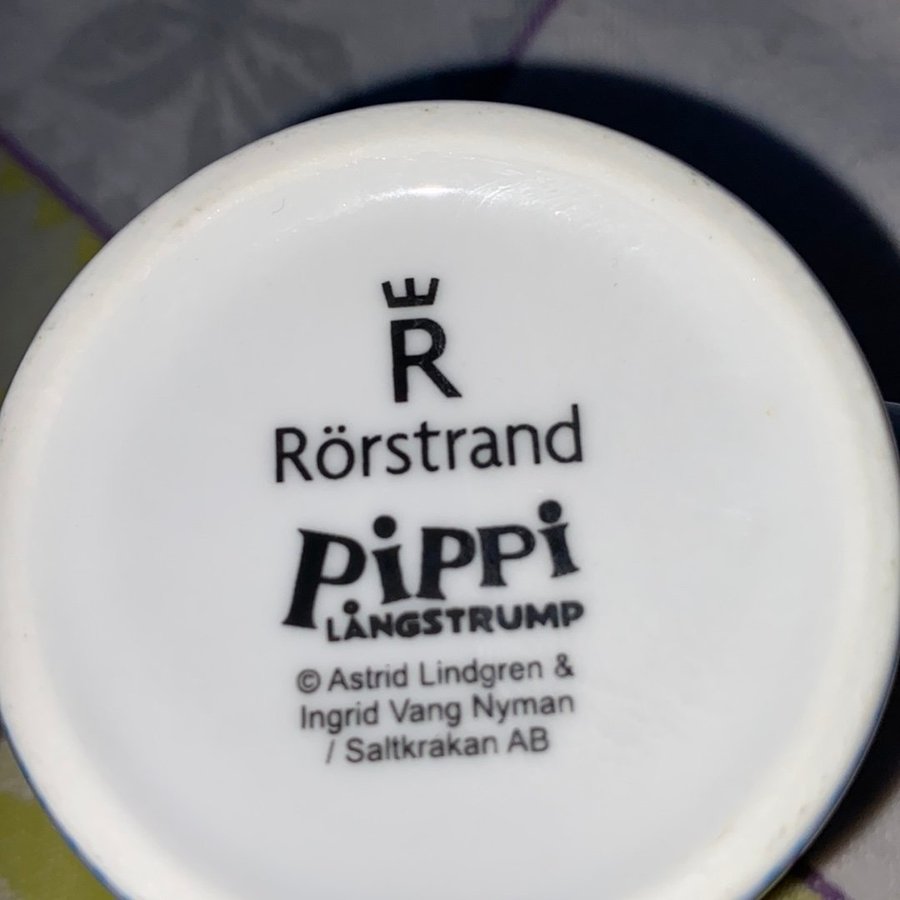 R
Rörstrand
PiPPi
LÅNGSTRUMP
© Astrid Lindgren &
Ingrid Vang Nyman
/ Saltkrakan AB